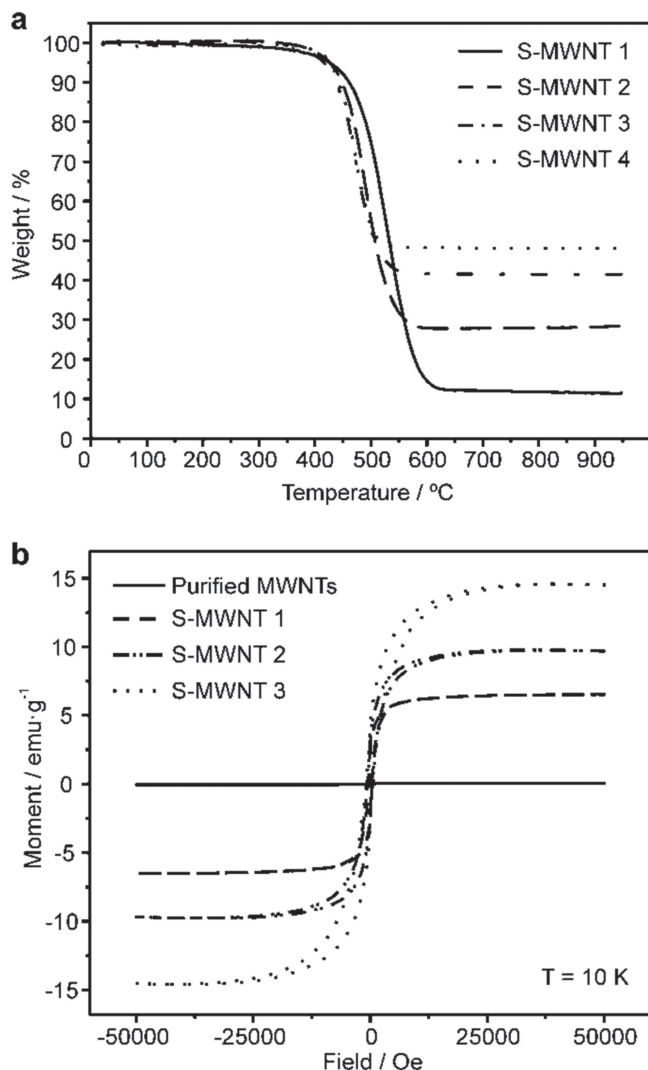 a
100
90
80
70
60
50
40
30
20
10
0
Weight / %
S-MWNT 1
S-MWNT 2
S-MWNT 3
S-MWNT 4
0 100 200 300 400 500 600 700 800 900
Temperature / ºC
b
15
10
5
0
-5
-10
-15
Moment / emu·g-1
Purified MWNTs
S-MWNT 1
S-MWNT 2
S-MWNT 3
T = 10 K
-50000 -25000 0 25000 50000
Field / Oe